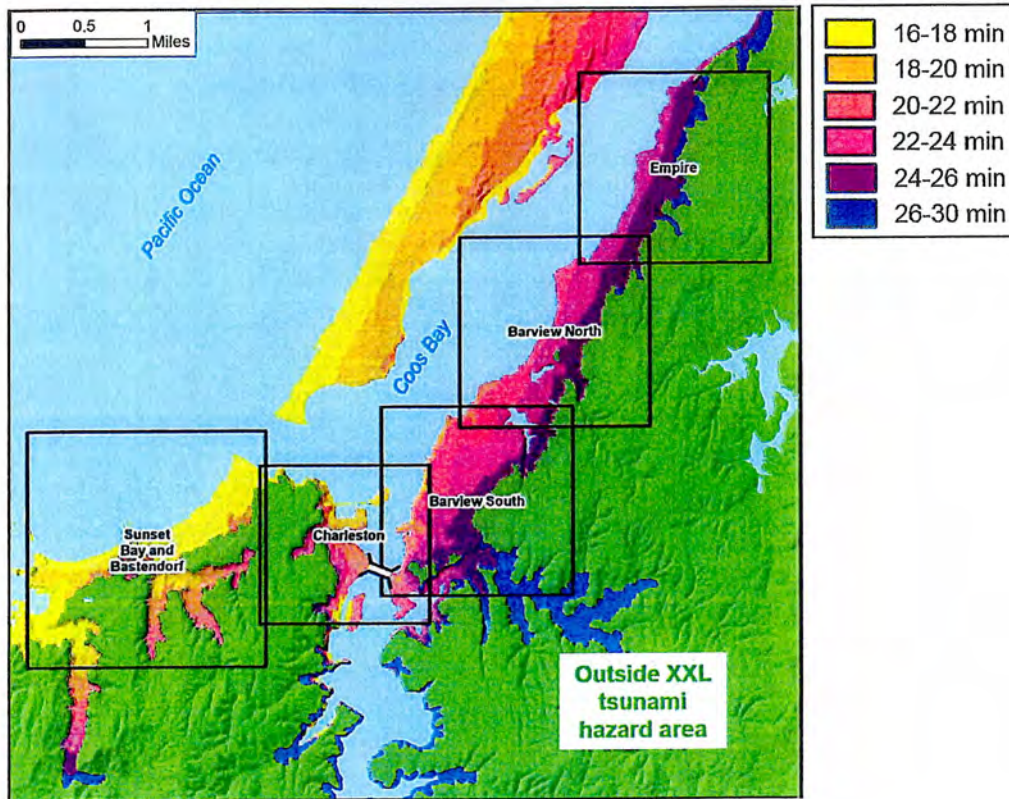 0 0.5 1
Miles
16-18 min
18-20 min
20-22 min
22-24 min
24-26 min
26-30 min
Pacific Ocean
Empire
Barview North
Coos Bay
Barview South
Sunset
Bay and
Bastendorf
Charleston
Outside XXL
tsunami
hazard area